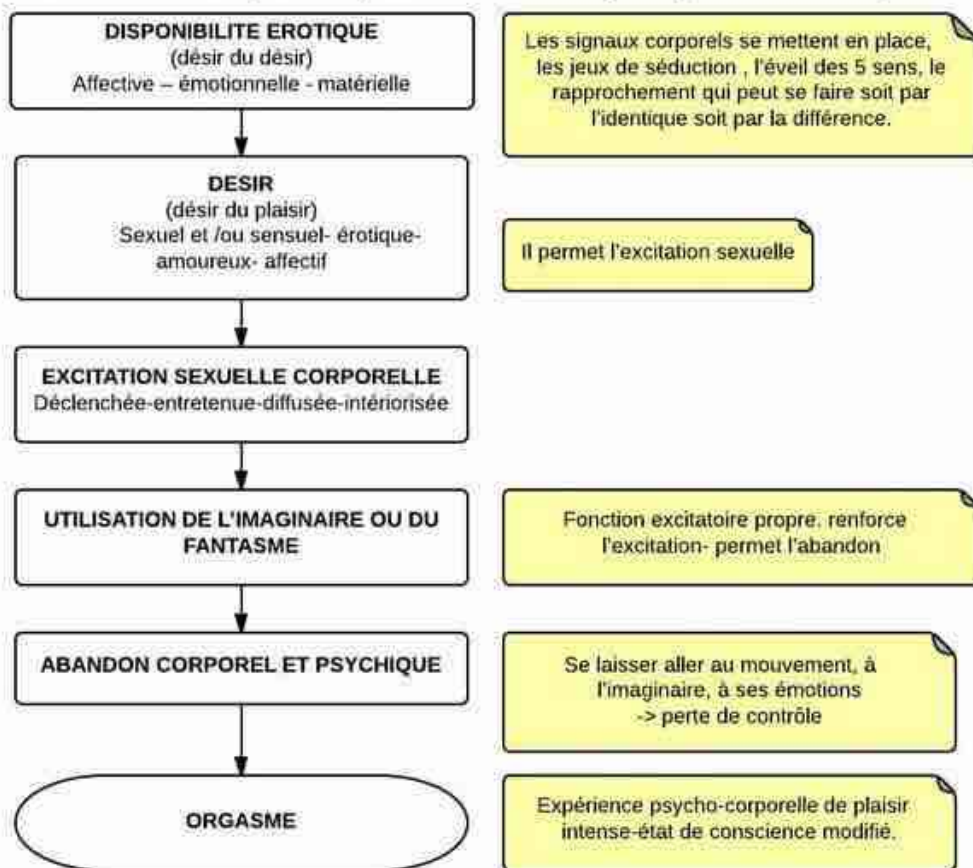 DISPONIBILITE EROTIQUE
(désir du désir)
Affective – émotionnelle - matérielle
Les signaux corporels se mettent en place,
les jeux de séduction , l'éveil des 5 sens, le
rapprochement qui peut se faire soit par
l'identique soit par la différence.
DESIR
(désir du plaisir)
Sexuel et /ou sensuel- érotique-
amoureux- affectif
Il permet l'excitation sexuelle
EXCITATION SEXUELLE CORPORELLE
Déclenchée-entretenue-diffusée-intériorisée
UTILISATION DE L'IMAGINAIRE OU DU
FANTASME
Fonction excitatoire propre. renforce
l'excitation- permet l'abandon
ABANDON CORPOREL ET PSYCHIQUE
Se laisser aller au mouvement, à
l'imaginaire, à ses émotions
-> perte de contrôle
ORGASME
Expérience psycho-corporelle de plaisir
intense-état de conscience modifié.